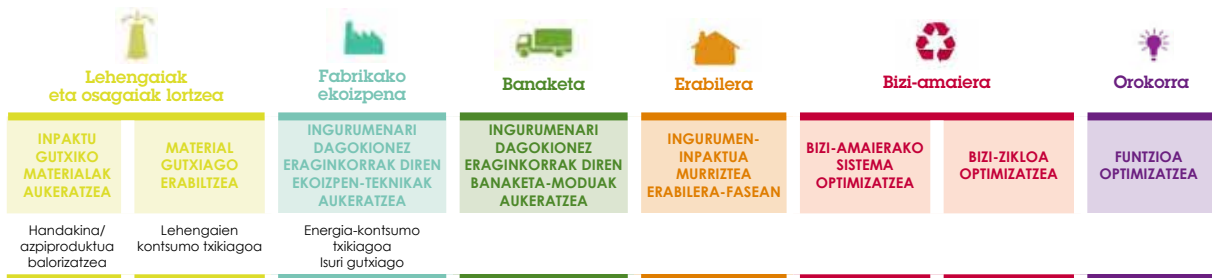 Lehengaiak
eta osagaiak lortzea
Fabrikako
ekoizpena
Banaketa
Erabilera
Bizi-amaiera
Orokorra
INPAKTU
GUTXIKO
MATERIALAK
AUKERATZEA
MATERIAL
GUTXIAGO
ERABILTZEA
INGURUMENARI
DAGOKIONEZ
ERAGINKORRAK DIREN
EKOIZPEN-TEKNIKAK
AUKERATZEA
INGURUMENARI
DAGOKIONEZ
ERAGINKORRAK DIREN
BANAKETA-MODUAK
AUKERATZEA
INGURUMEN-
INPAKTUA
MURRIZTEA
ERABILERA-FASEAN
BIZI-AMAIERAKO
SISTEMA
OPTIMIZATZEA
BIZI-ZIKLOA
OPTIMIZATZEA
FUNTZIOA
OPTIMIZATZEA
Handakina/
azpiproduktua
balorizatzea
Lehengaien
kontsumo txikiagoa
Energia-kontsumo
txikiagoa
Isuri gutxiago